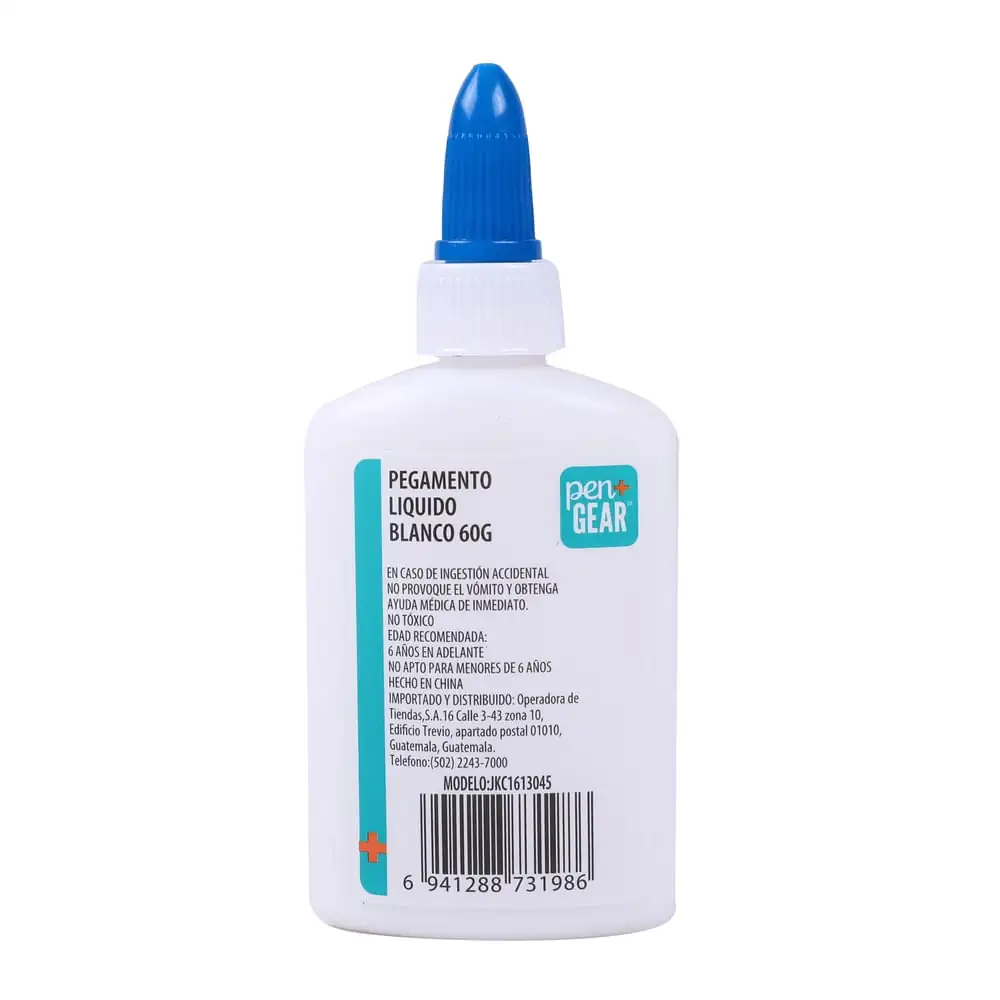 PEGAMENTO
LIQUIDO
BLANCO 60G
pen+
GEAR™
EN CASO DE INGESTIÓN ACCIDENTAL
NO PROVOQUE EL VÓMITO Y OBTENGA
AYUDA MÉDICA DE INMEDIATO.
NO TÓXICO
EDAD RECOMENDADA:
6 AÑOS EN ADELANTE
NO APTO PARA MENORES DE 6 AÑOS
HECHO EN CHINA
IMPORTADO Y DISTRIBUIDO: Operadora de
Tiendas,S.A.16 Calle 3-43 zona 10,
Edificio Trevio, apartado postal 01010,
Guatemala, Guatemala.
Telefono:(502) 2243-7000
MODELO:JKC1613045
6 941288 731986